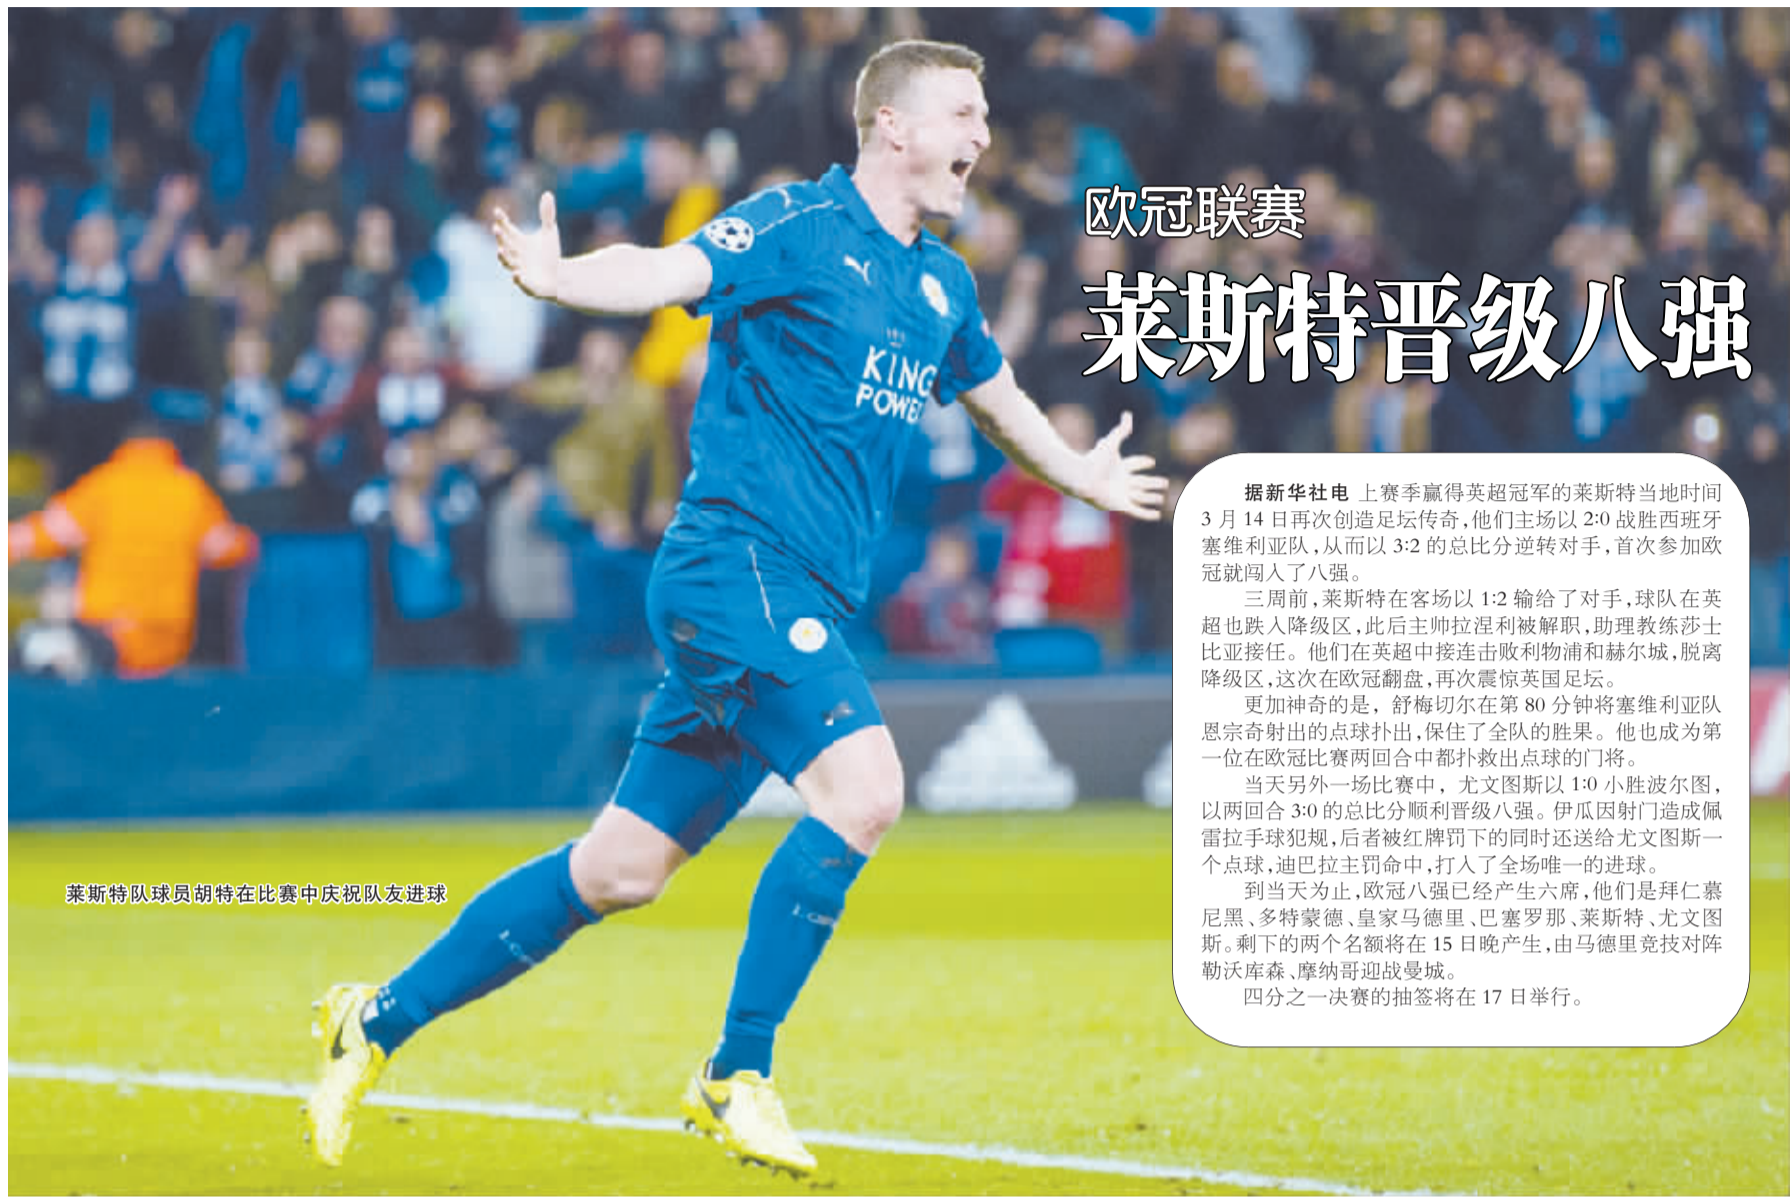 欧冠联赛
莱斯特晋级八强
KING
POWE
据新华社电 上赛季赢得英超冠军的莱斯特当地时间
3 月 14 日再次创造足坛传奇,他们主场以 2:0 战胜西班牙
塞维利亚队,从而以 3:2 的总比分逆转对手,首次参加欧
冠就闯入了八强。
三周前,莱斯特在客场以 1:2 输给了对手,球队在英
超也跌入降级区,此后主帅拉涅利被解职,助理教练莎士
比亚接任。他们在英超中接连击败利物浦和赫尔城,脱离
降级区,这次在欧冠翻盘,再次震惊英国足坛。
更加神奇的是，舒梅切尔在第 80 分钟将塞维利亚队
恩宗奇射出的点球扑出,保住了全队的胜果。他也成为第
一位在欧冠比赛两回合中都扑救出点球的门将。
当天另外一场比赛中，尤文图斯以 1:0 小胜波尔图，
以两回合 3:0 的总比分顺利晋级八强。伊瓜因射门造成佩
雷拉手球犯规,后者被红牌罚下的同时还送给尤文图斯一
个点球,迪巴拉主罚命中,打入了全场唯一的进球。
到当天为止,欧冠八强已经产生六席,他们是拜仁慕
尼黑、多特蒙德、皇家马德里、巴塞罗那、莱斯特、尤文图
斯。剩下的两个名额将在 15 日晚产生,由马德里竞技对阵
勒沃库森、摩纳哥迎战曼城。
四分之一决赛的抽签将在 17 日举行。
莱斯特队球员胡特在比赛中庆祝队友进球